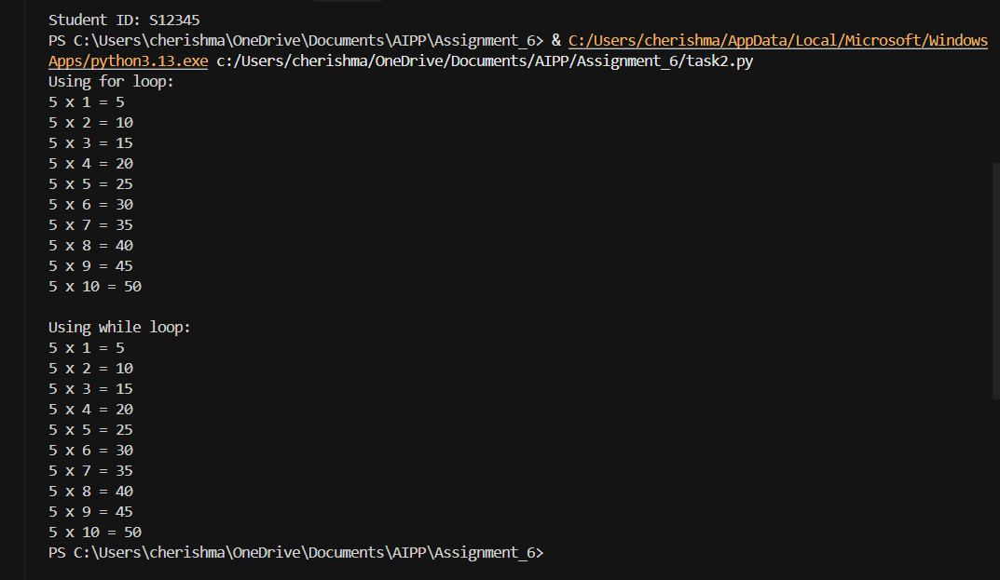 Student ID: S12345
PS C:\Users\cherishma\OneDrive\Documents\AIPP\Assignment_6> & C:/Users/cherishma/AppData/Local/Microsoft/Windows
Apps/python3.13.exe c:/Users/cherishma/OneDrive/Documents/AIPP/Assignment_6/task2.py
Using for loop:
5 x 1 = 5
5 x 2 = 10
5 x 3 = 15
5 x 4 = 20
5 x 5 = 25
5 x 6 = 30
5 x 7 = 35
5 x 8 = 40
5 x 9 = 45
5 x 10 = 50

Using while loop:
5 x 1 = 5
5 x 2 = 10
5 x 3 = 15
5 x 4 = 20
5 x 5 = 25
5 x 6 = 30
5 x 7 = 35
5 x 8 = 40
5 x 9 = 45
5 x 10 = 50
PS C:\Users\cherishma\OneDrive\Documents\AIPP\Assignment_6>